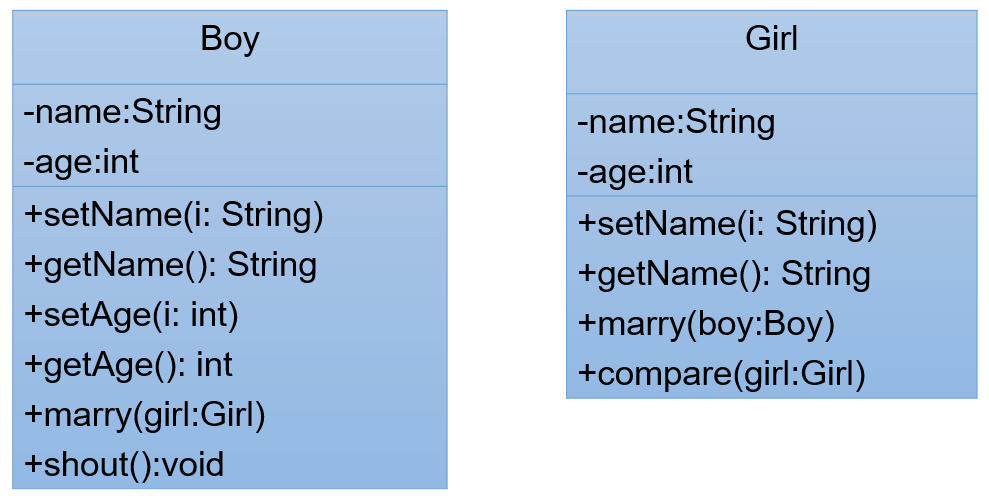 Boy
-name:String
-age:int
+setName(i: String)
+getName(): String
+setAge(i: int)
+getAge(): int
+marry(girl:Girl)
+shout():void
Girl
-name:String
-age:int
+setName(i: String)
+getName(): String
+marry(boy:Boy)
+compare(girl:Girl)